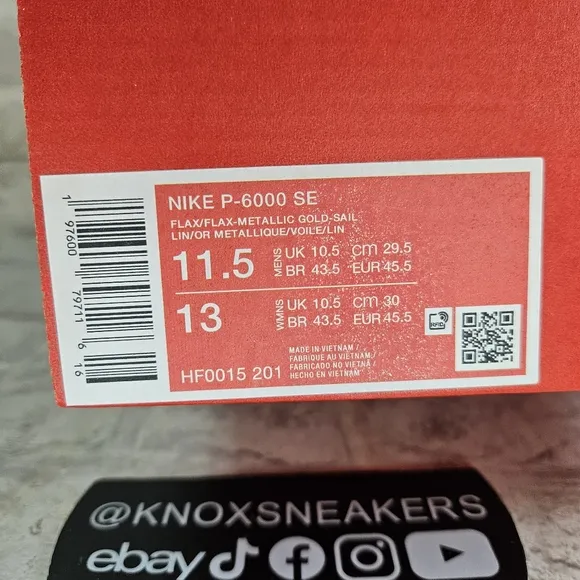 NIKE P-6000 SE
FLAX/FLAX-METALLIC GOLD-SAIL
LIN/OR METALLIQUE/VOILE/LIN
11.5 MENS UK 10.5 CM 29.5
BR 43.5 EUR 45.5
13 WMNS UK 10.5 CM 30
BR 43.5 EUR 45.5
RFID
MADE IN VIETNAM /
FABRIQUE AU VIETNAM /
FABRICADO NO VIETNÃ /
HECHO EN VIETNAM /
HF0015 201
1 97600 79711 6 16
@KNOXSNEAKERS
ebay